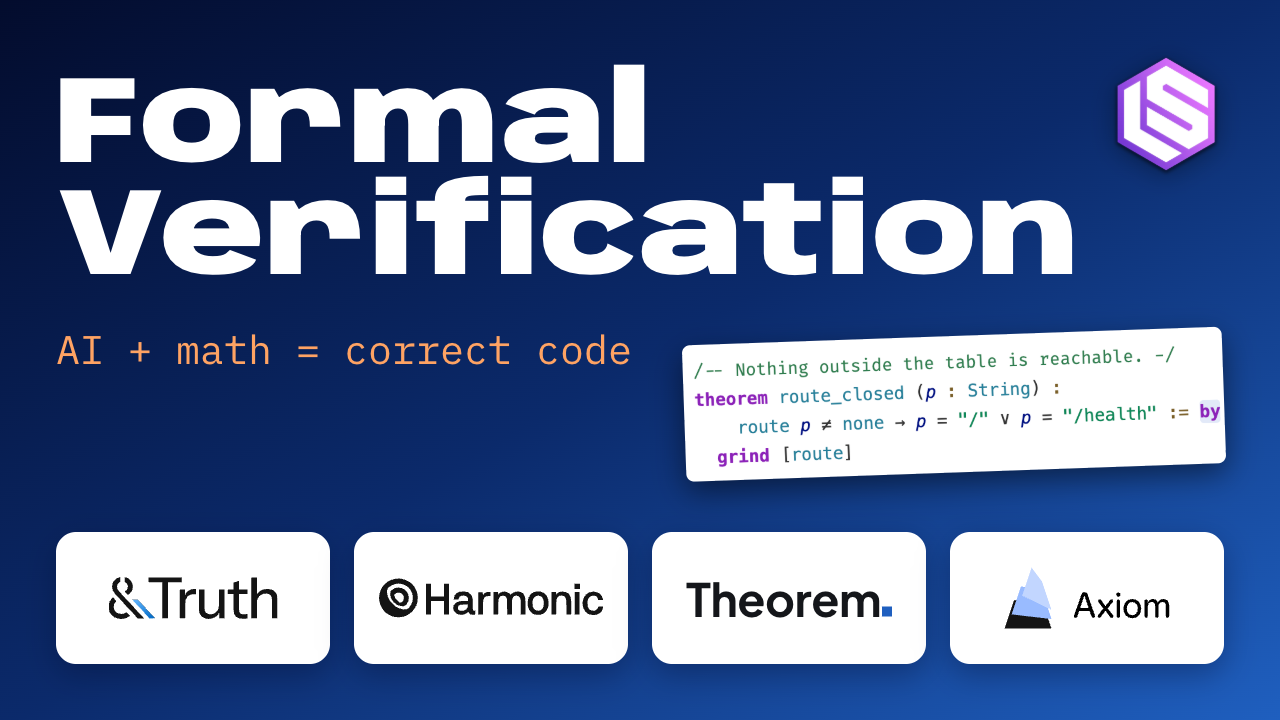 Formal
Verification
AI + math = correct code
/-- Nothing outside the table is reachable. -/
theorem route_closed (p : String) :
route p ≠ none → p = "/" ∨ p = "/health" := by
grind [route]
&Truth
Harmonic
Theorem.
Axiom
LS